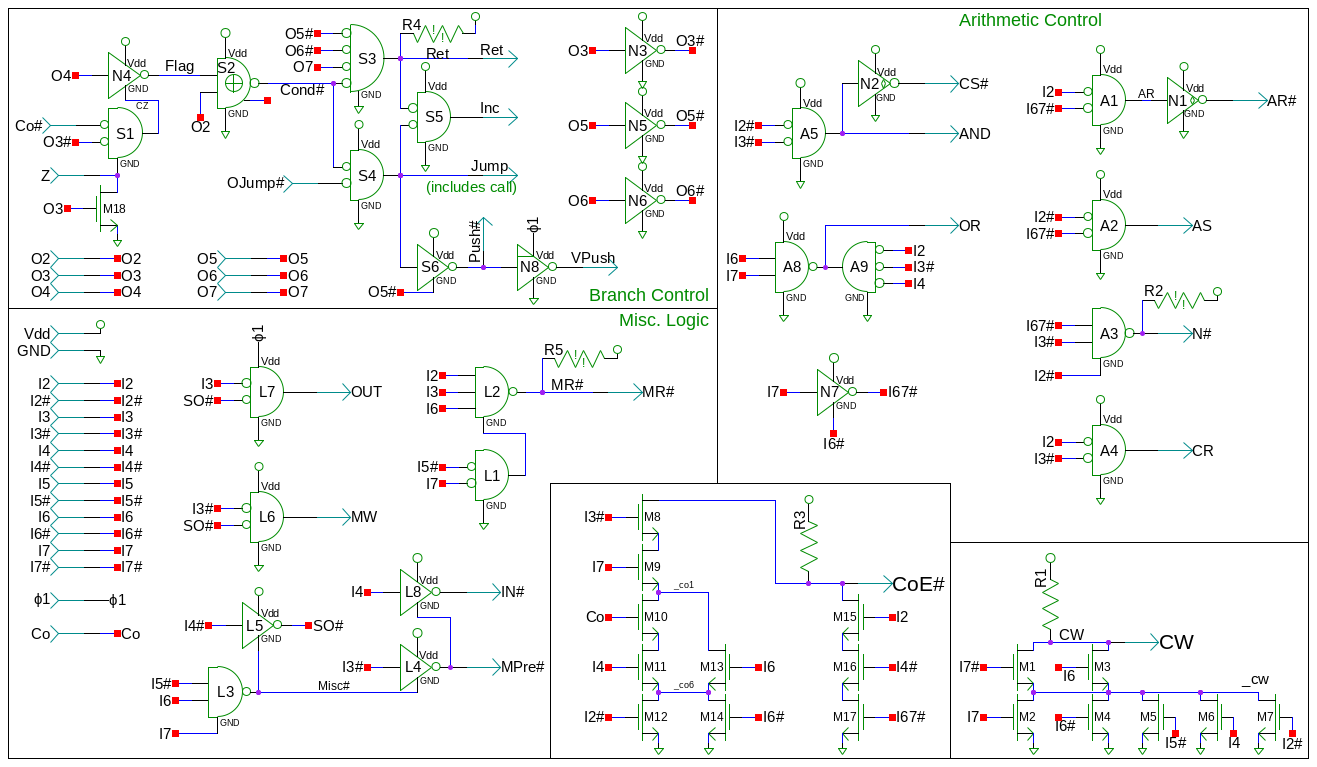 Branch Control
O4
N4
Vdd
GND
Flag
CZ
Co#
O3#
S1
GND
Z
O3
M18
S2
Vdd
GND
O2
Cond#
O5#
O6#
O7
S3
GND
R4
! !
Ret
Ret
Vdd
S5
GND
Inc
Vdd
S4
GND
OJump#
Jump
(includes call)
S6
Vdd
GND
O5#
Push#
ϕ1
N8
Vdd
GND
VPush
O3
N3
Vdd
GND
O3#
O5
N5
Vdd
GND
O5#
O6
N6
Vdd
GND
O6#
O2 O2
O3 O3
O4 O4
O5 O5
O6 O6
O7 O7
Arithmetic Control
I2#
I3#
A5
Vdd
GND
N2
Vdd
GND
CS#
AND
I2
I67#
A1
Vdd
GND
AR
N1
Vdd
GND
AR#
I6
I7
A8
Vdd
GND
A9
GND
I2
I3#
I4
OR
I2#
I67#
A2
Vdd
GND
AS
I67#
I3#
I2#
A3
GND
R2
! !
N#
I7
N7
Vdd
GND
I67#
I6#
I2
I3#
A4
Vdd
GND
CR
Misc. Logic
Vdd
GND
I2 I2
I2# I2#
I3 I3
I3# I3#
I4 I4
I4# I4#
I5 I5
I5# I5#
I6 I6
I6# I6#
I7 I7
I7# I7#
ϕ1 ϕ1
Co Co
ϕ1
Vdd
I3
SO#
L7
GND
OUT
Vdd
I3#
SO#
L6
GND
MW
I4#
L5
Vdd
GND
SO#
I5#
I6
I7
L3
GND
Misc#
I4
L8
Vdd
GND
IN#
I3#
L4
Vdd
GND
MPre#
I2
I3
I6
L2
GND
R5
! !
MR#
MR#
I5#
I7
L1
GND
I3#
M8
I7
M9
_co1
Co
M10
I4
M11
M13
I6
_co6
I2#
M12
M14
I6#
R3
CoE#
M15
I2
M16
I4#
M17
I67#
R1
CW
CW
I7#
M1
I6
M3
_cw
I7
M2
I6#
M4
M5
I5#
M6
I4
M7
I2#